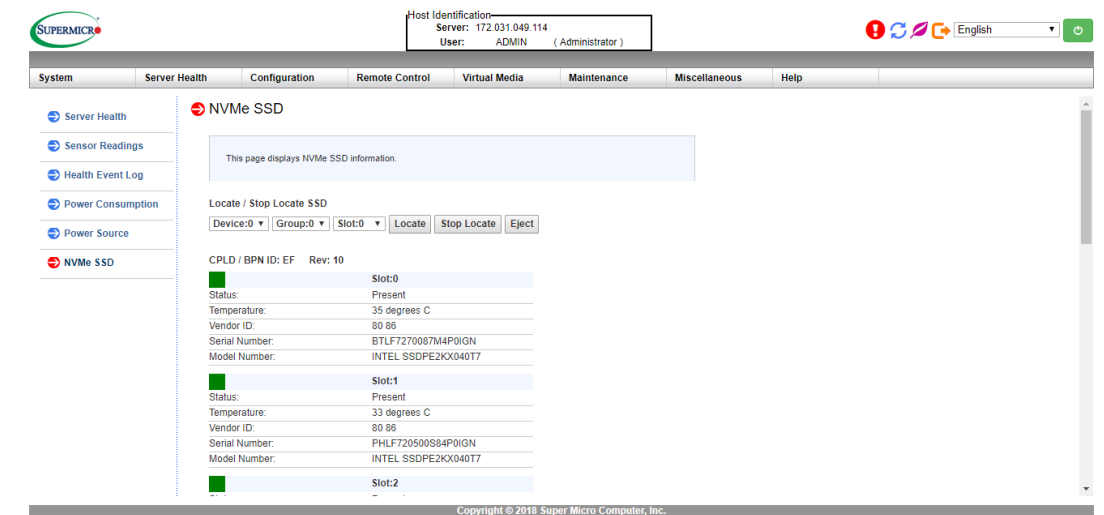 Host Identification
Server: 172.031.049.114
User: ADMIN ( Administrator )
SUPERMICRO
English
System Server Health Configuration Remote Control Virtual Media Maintenance Miscellaneous Help
Server Health
Sensor Readings
Health Event Log
Power Consumption
Power Source
NVMe SSD
NVMe SSD
This page displays NVMe SSD information.
Locate / Stop Locate SSD
Device:0 Group:0 Slot:0 Locate Stop Locate Eject
CPLD / BPN ID: EF Rev: 10
Slot:0
Status: Present
Temperature: 35 degrees C
Vendor ID: 80 86
Serial Number: BTLF7270087M4P0IGN
Model Number: INTEL SSDPE2KX040T7
Slot:1
Status: Present
Temperature: 33 degrees C
Vendor ID: 80 86
Serial Number: PHLF720500S84P0IGN
Model Number: INTEL SSDPE2KX040T7
Slot:2
Copyright © 2018 Super Micro Computer, Inc.